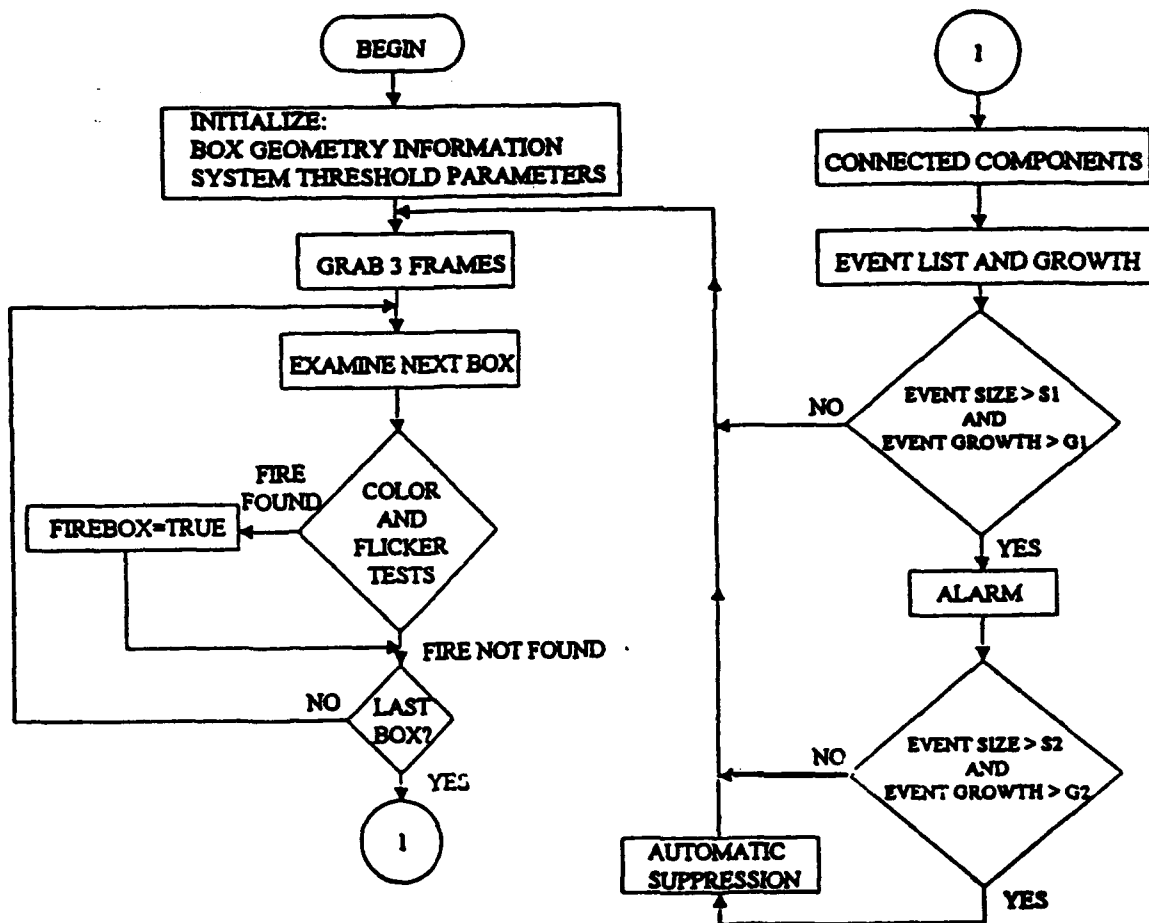 BEGIN
INITIALIZE:
BOX GEOMETRY INFORMATION
SYSTEM THRESHOLD PARAMETERS
GRAB 3 FRAMES
EXAMINE NEXT BOX
COLOR
AND
FLICKER
TESTS
FIRE
FOUND
FIREBOX=TRUE
FIRE NOT FOUND
LAST
BOX?
NO
YES
1
1
CONNECTED COMPONENTS
EVENT LIST AND GROWTH
EVENT SIZE > S1
AND
EVENT GROWTH > G1
NO
YES
ALARM
EVENT SIZE > S2
AND
EVENT GROWTH > G2
NO
YES
AUTOMATIC
SUPPRESSION